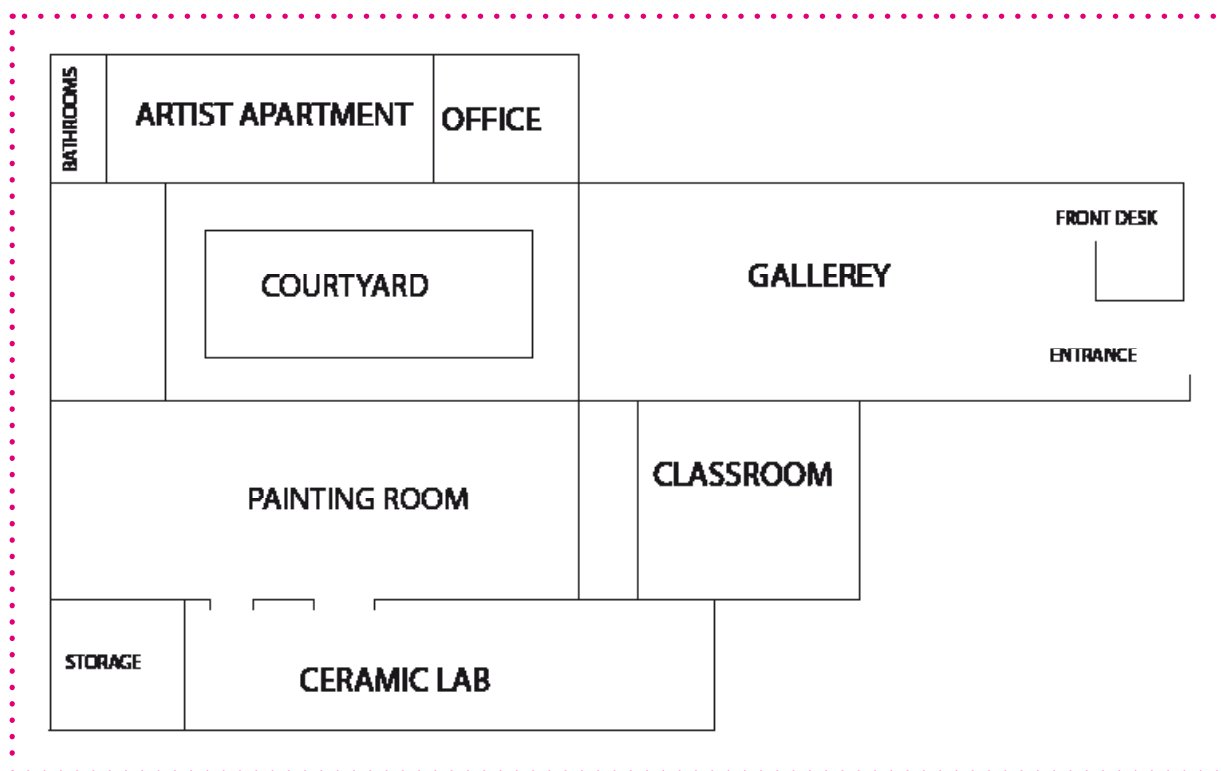 BATHROOMS
ARTIST APARTMENT
OFFICE
FRONT DESK
COURTYARD
GALLEREY
ENTRANCE
CLASSROOM
PAINTING ROOM
STORAGE
CERAMIC LAB